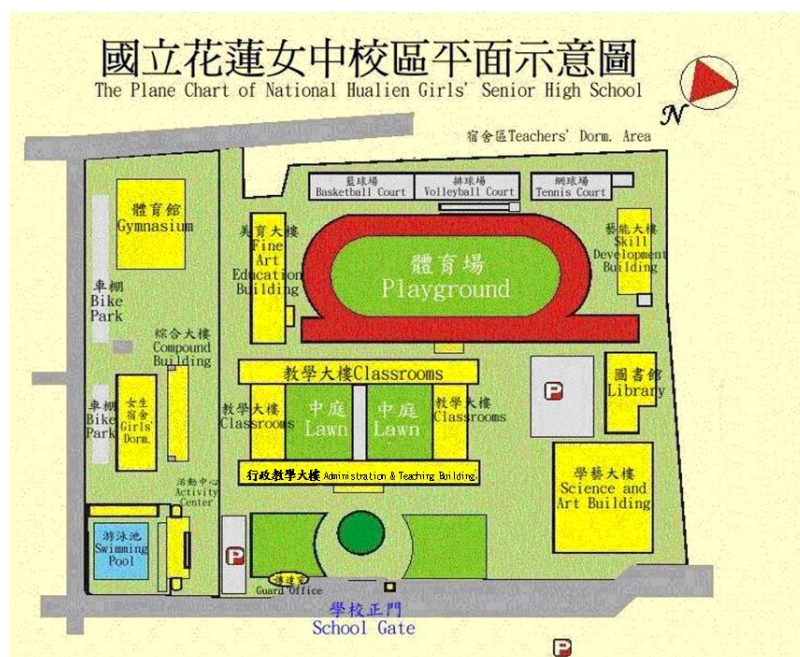 國立花蓮女中校區平面示意圖
The Plane Chart of National Hualien Girls' Senior High School
N
宿舍區Teachers' Dorm. Area
籃球場
Basketball Court
排球場
Volleyball Court
網球場
Tennis Court
體育館
Gymnasium
美育大樓
Fine
Art
Education
Building
體育場
Playground
藝能大樓
Skill
Development
Building
車棚
Bike
Park
綜合大樓
Compound
Building
教學大樓Classrooms
圖書館
Library
P
車棚
Bike
Park
女生
宿舍
Girls'
Dorm.
教學大樓
Classrooms
中庭
Lawn
中庭
Lawn
教學大樓
Classrooms
行政教學大樓 Administration & Teaching Building
學藝大樓
Science and
Art Building
活動中心
Activity
Center
游泳池
Swimming
Pool
P
傳達室
Guard Office
學校正門
School Gate
P